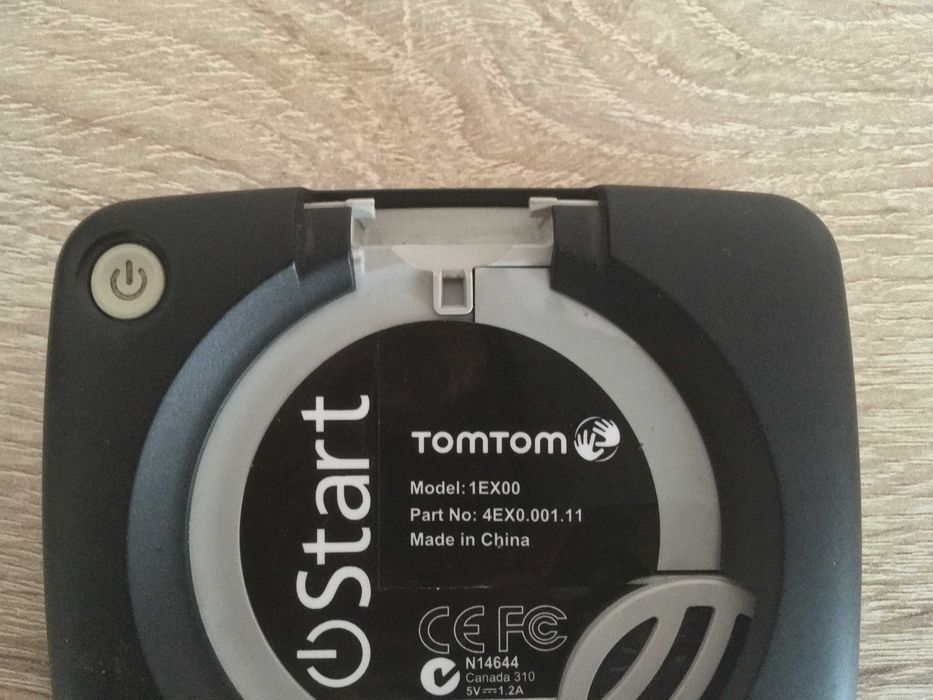 Start
TOMTOM
Model: 1EX00
Part No: 4EX0.001.11
Made in China
CE FC
N14644
Canada 310
5V⎓1.2A